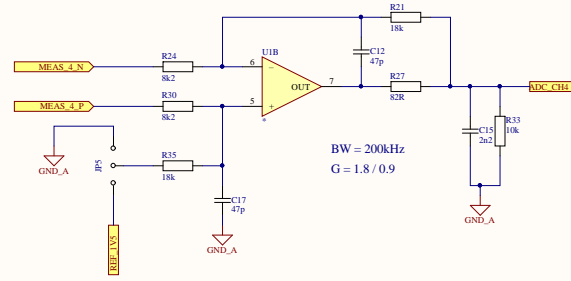 R21
18k
MEAS_4_N
R24
8k2
U1B
C12
47p
6
7
OUT
R27
82R
ADC_CH4
MEAS_4_P
R30
8k2
5
*
C15
2n2
R33
10k
BW = 200kHz
G = 1.8 / 0.9
GND_A
JP5
R35
18k
C17
47p
GND_A
GND_A
REF_1V5